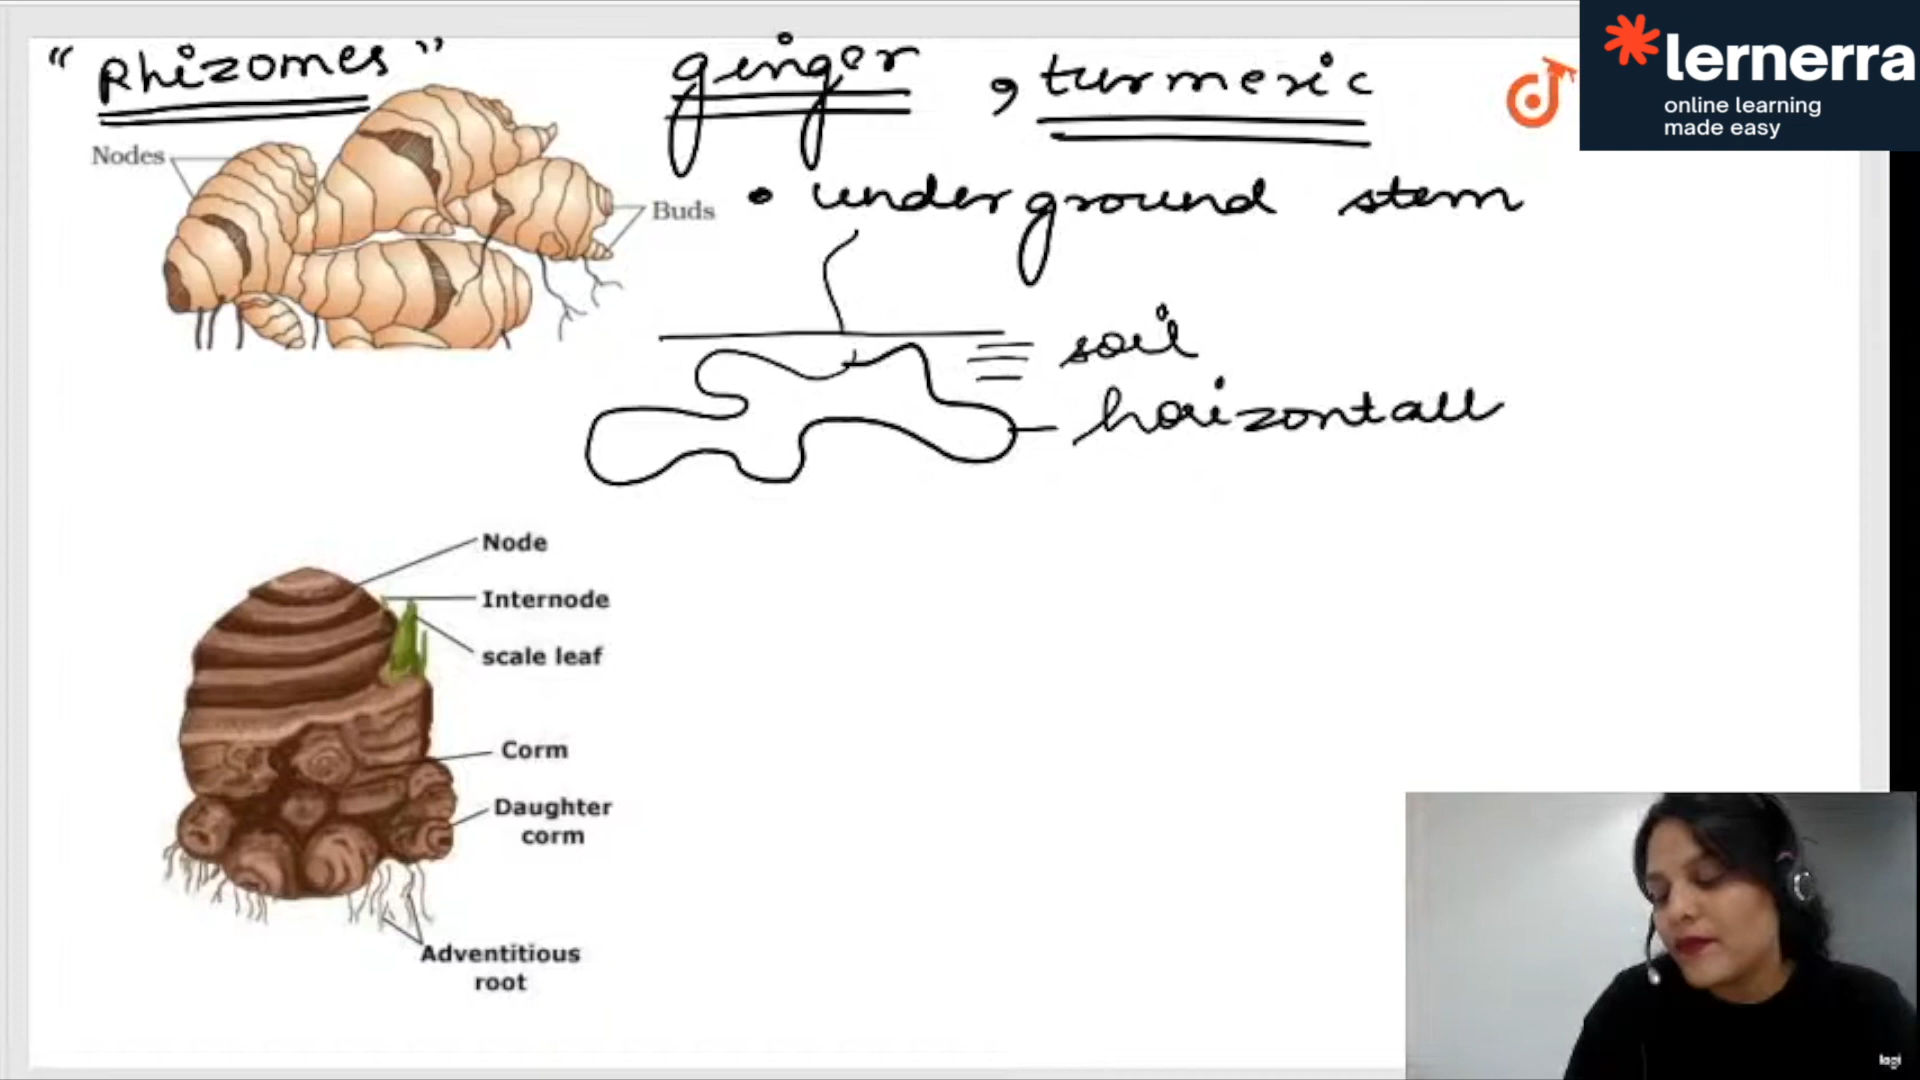 "Rhizomes" ginger , turmeric
lernerra
online learning
made easy
Nodes
Buds
• underground stem
soil
horizontall
Node
Internode
scale leaf
Corm
Daughter
corm
Adventitious
root
logi